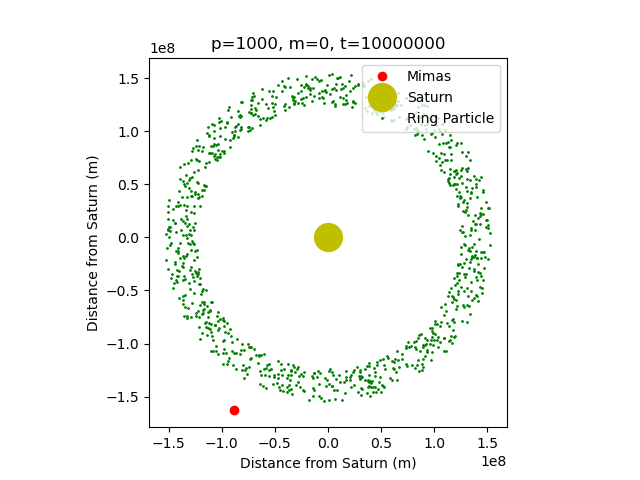 p=1000, m=0, t=10000000
1e8
Mimas
Saturn
Ring Particle
1.5
1.0
0.5
0.0
−0.5
−1.0
−1.5
Distance from Saturn (m)
−1.5
−1.0
−0.5
0.0
0.5
1.0
1.5
1e8
Distance from Saturn (m)